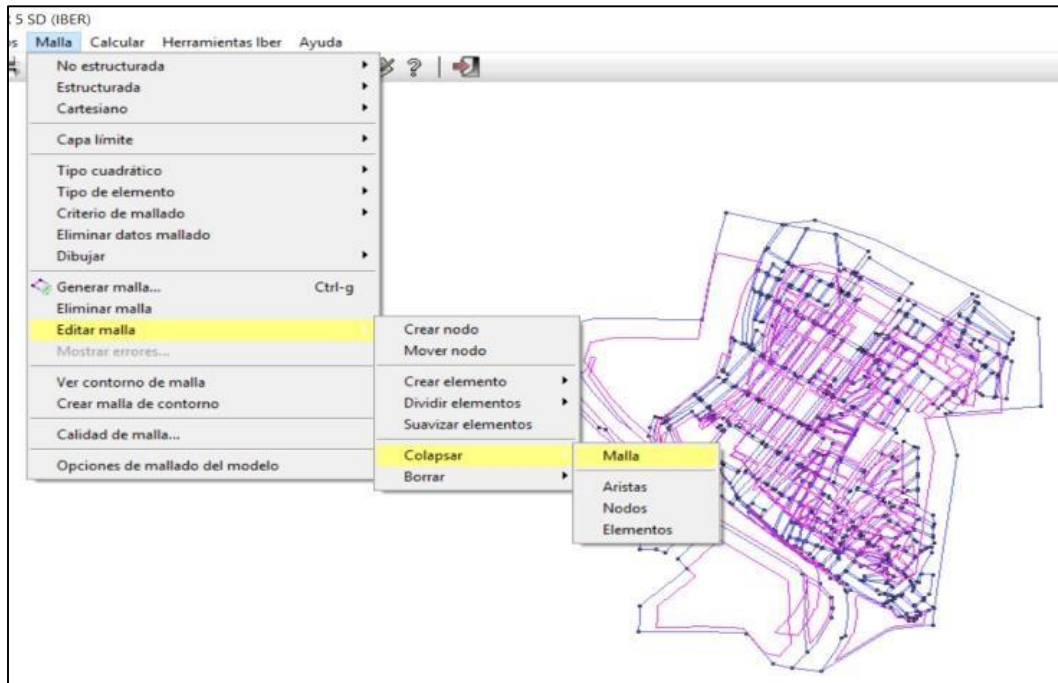 5 SD (IBER)
Malla Calcular Herramientas Iber Ayuda
No estructurada
Estructurada
Cartesiano
Capa límite
Tipo cuadrático
Tipo de elemento
Criterio de mallado
Eliminar datos mallado
Dibujar
Generar malla... Ctrl-g
Eliminar malla
Editar malla
Mostrar errores...
Ver contorno de malla
Crear malla de contorno
Calidad de malla...
Opciones de mallado del modelo
Crear nodo
Mover nodo
Crear elemento
Dividir elementos
Suavizar elementos
Colapsar
Borrar
Malla
Aristas
Nodos
Elementos